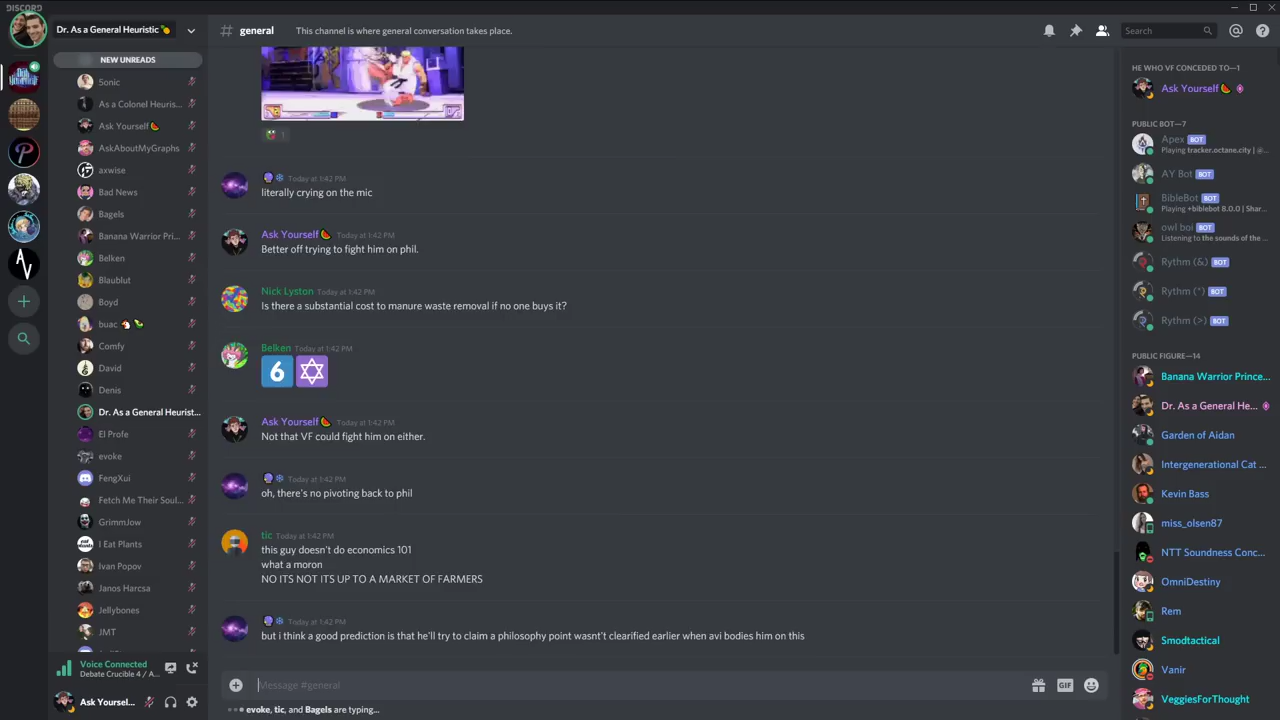 DISCORD
Dr. As a General Heuristic
NEW UNREADS
Sonic
As a Colonel Heuris...
Ask Yourself
AskAboutMyGraphs
axwise
Bad News
Bagels
Banana Warrior Pri...
Belken
Blaublut
Boyd
buac
Comfy
David
Denis
Dr. As a General Heurist...
El Profe
evoke
FengXui
Fetch Me Their Soul...
GrimmJow
I Eat Plants
Ivan Popov
Janos Harcsa
Jellybones
JMT
Voice Connected
Debate Crucible 4 / A...
Ask Yoursel...
# general
This channel is where general conversation takes place.
Search
1
Today at 1:42 PM
literally crying on the mic
Ask Yourself Today at 1:42 PM
Better off trying to fight him on phil.
Nick Lyston Today at 1:42 PM
Is there a substantial cost to manure waste removal if no one buys it?
Belken Today at 1:42 PM
6
Ask Yourself Today at 1:42 PM
Not that VF could fight him on either.
Today at 1:42 PM
oh, there's no pivoting back to phil
tic Today at 1:42 PM
this guy doesn't do economics 101
what a moron
NO ITS NOT ITS UP TO A MARKET OF FARMERS
Today at 1:42 PM
but i think a good prediction is that he'll try to claim a philosophy point wasnt't clearified earlier when avi bodies him on this
Message #general
GIF
evoke, tic, and Bagels are typing...
HE WHO VF CONCEDED TO—1
Ask Yourself
PUBLIC BOT—7
Apex BOT
Playing tracker.octane.city | @...
AY Bot BOT
BibleBot BOT
Playing +biblebot 8.0.0 | Shar...
owl boi BOT
Listening to the sounds of the ...
Rythm (&) BOT
Rythm (*) BOT
Rythm (>) BOT
PUBLIC FIGURE—14
Banana Warrior Prince...
Dr. As a General He...
Garden of Aidan
Intergenerational Cat ...
Kevin Bass
miss_olsen87
NTT Soundness Conc...
OmniDestiny
Rem
Smodtactical
Vanir
VeggiesForThought